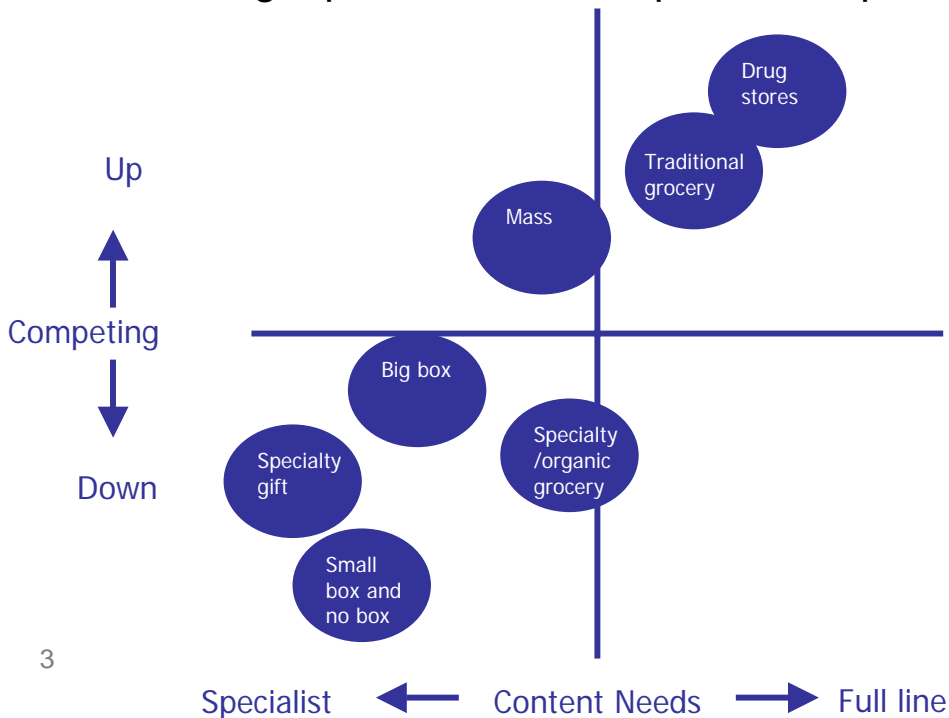 Drug
stores
Traditional
grocery
Up
Mass
Competing
Big box
Specialty
/organic
grocery
Specialty
gift
Down
Small
box and
no box
3
Specialist
Content Needs
Full line